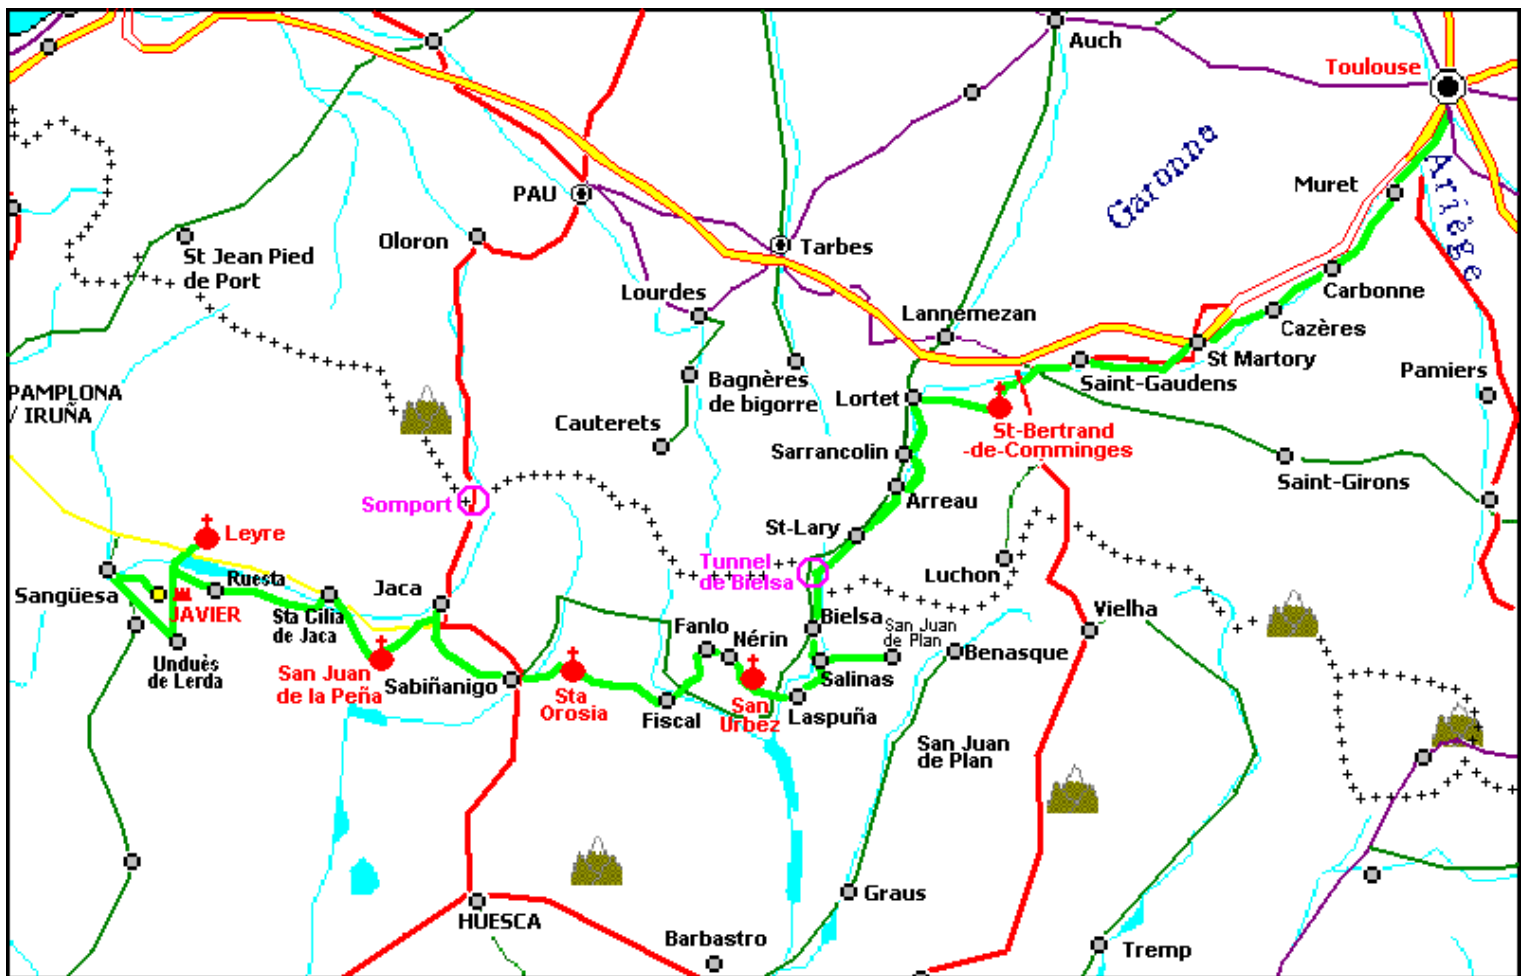 Auch
Toulouse
Garonne
Ariège
Muret
PAU
Oloron
Tarbes
St Jean Pied
de Port
Lourdes
Carbonne
Lannemezan
Cazères
St Martory
Saint-Gaudens
Pamiers
Bagnères
de bigorre
PAMPLONA
/ IRUÑA
Lortet
Cauterets
St-Bertrand
-de-Comminges
Sarrancolin
Saint-Girons
Arreau
Somport
St-Lary
Leyre
Tunnel
de Bielsa
Luchon
Ruesta
Jaca
Sangüesa
JAVIER
Sta Cilia
de Jaca
Vielha
Bielsa
San Juan
de Plan
Fanlo
Nérin
Benasque
Undués
de Lerda
San Juan
de la Peña
Sabiñanigo
Salinas
Sta
Orosia
San
Urbez
Fiscal
Laspuña
San Juan
de Plan
Graus
HUESCA
Barbastro
Tremp